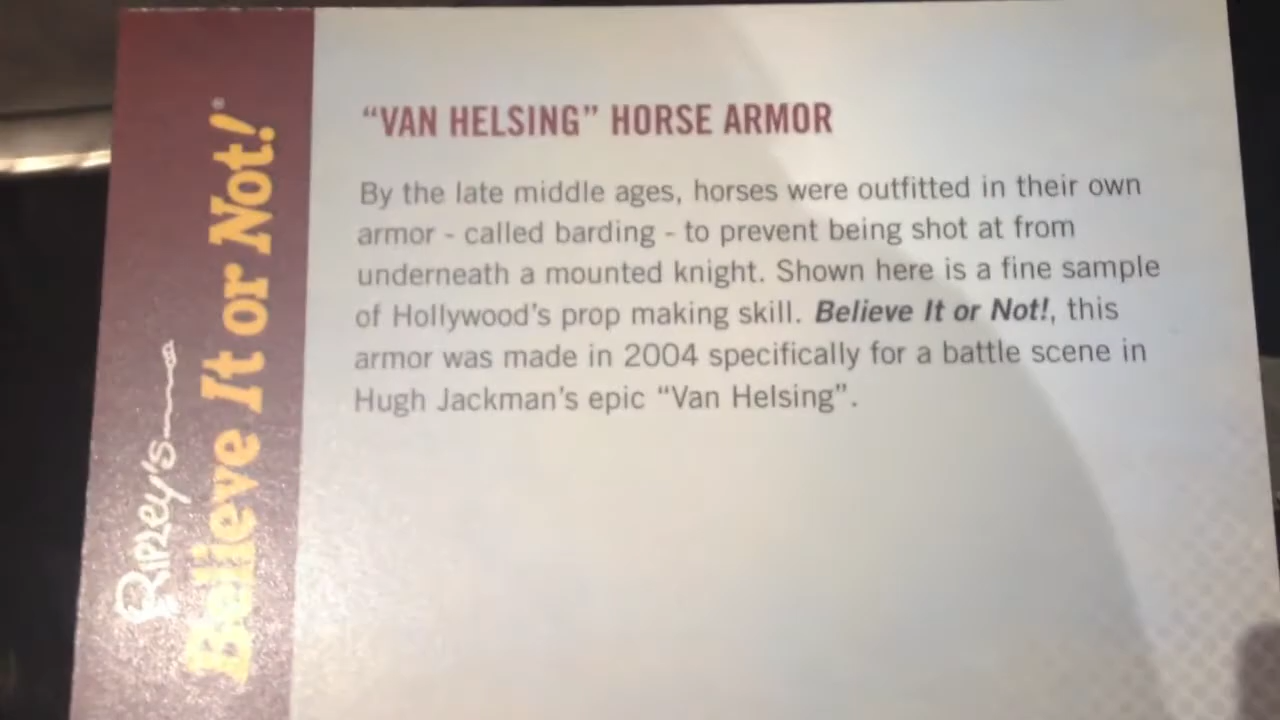 Ripley's
Believe It or Not!®
“VAN HELSING” HORSE ARMOR
By the late middle ages, horses were outfitted in their own
armor - called barding - to prevent being shot at from
underneath a mounted knight. Shown here is a fine sample
of Hollywood's prop making skill. Believe It or Not!, this
armor was made in 2004 specifically for a battle scene in
Hugh Jackman's epic “Van Helsing”.